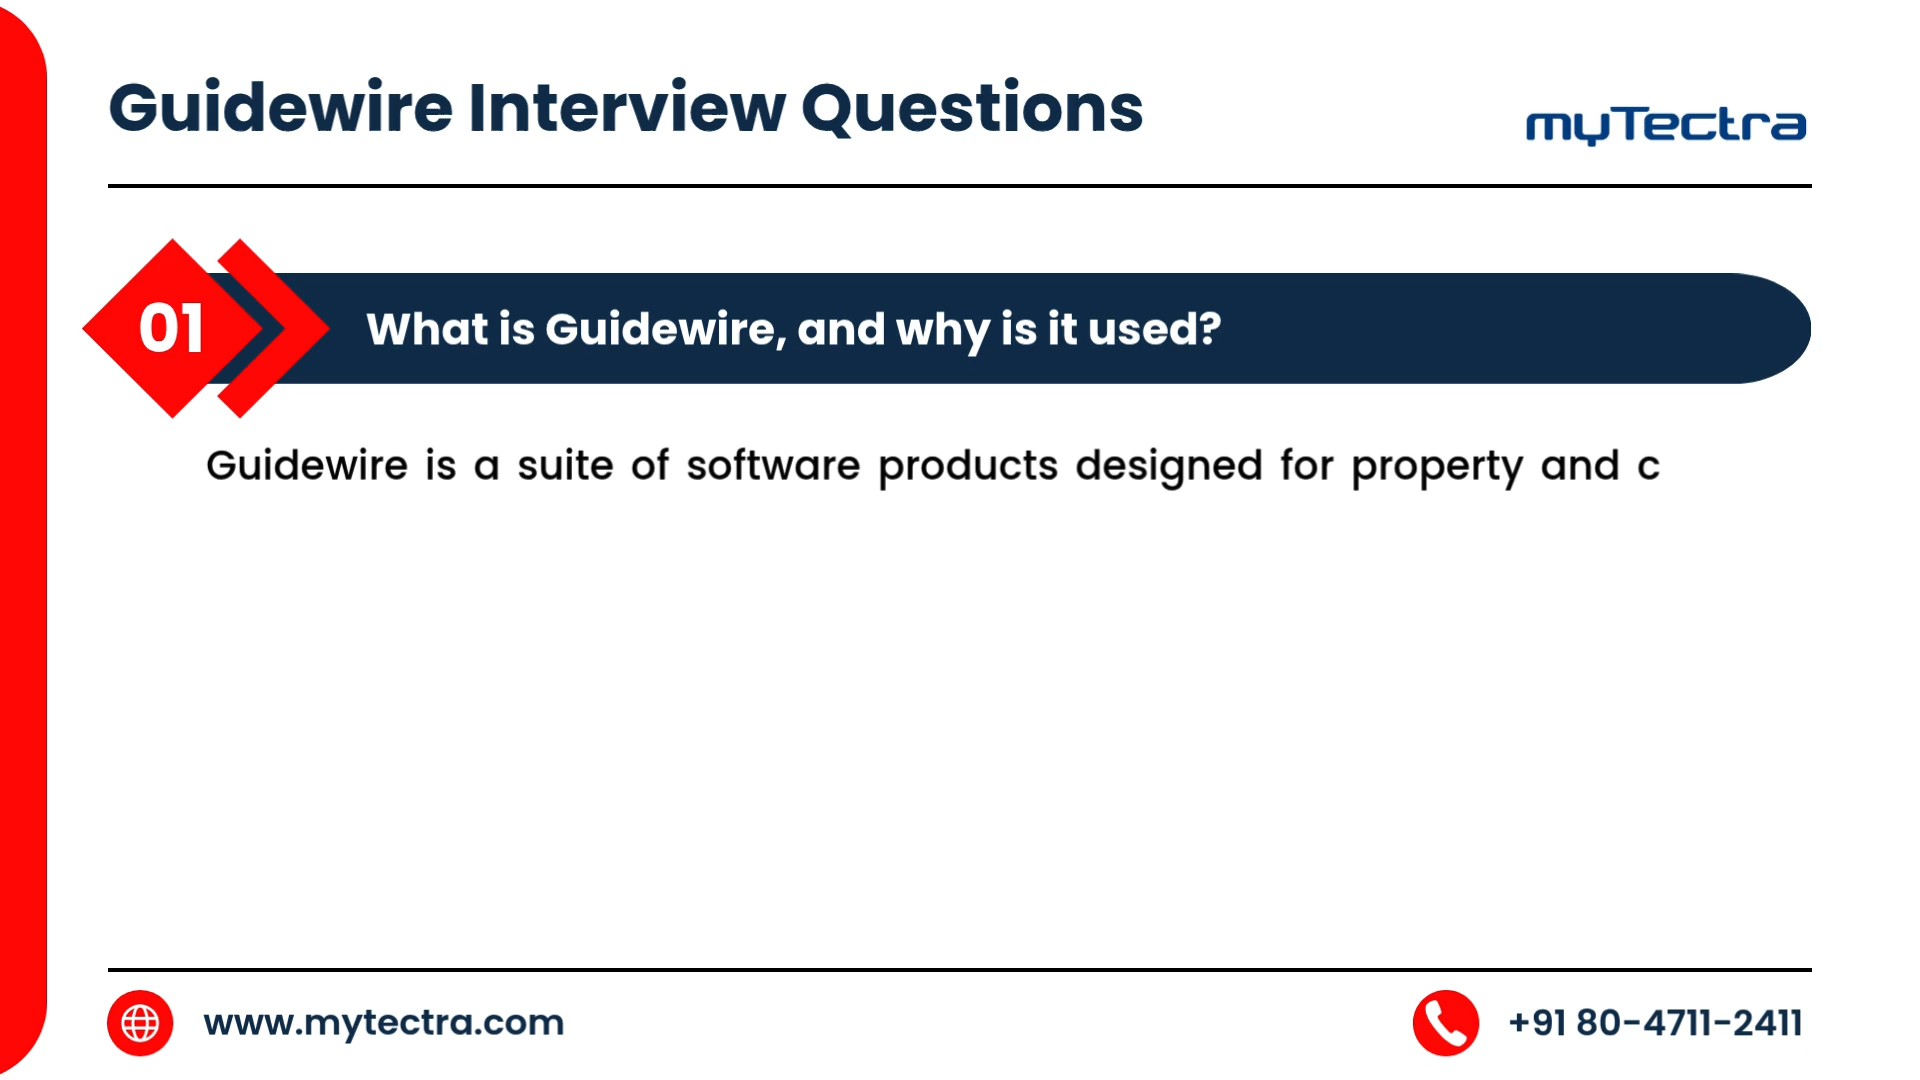 Guidewire Interview Questions
myTectra
01
What is Guidewire, and why is it used?
Guidewire is a suite of software products designed for property and c
www.mytectra.com
+91 80-4711-2411